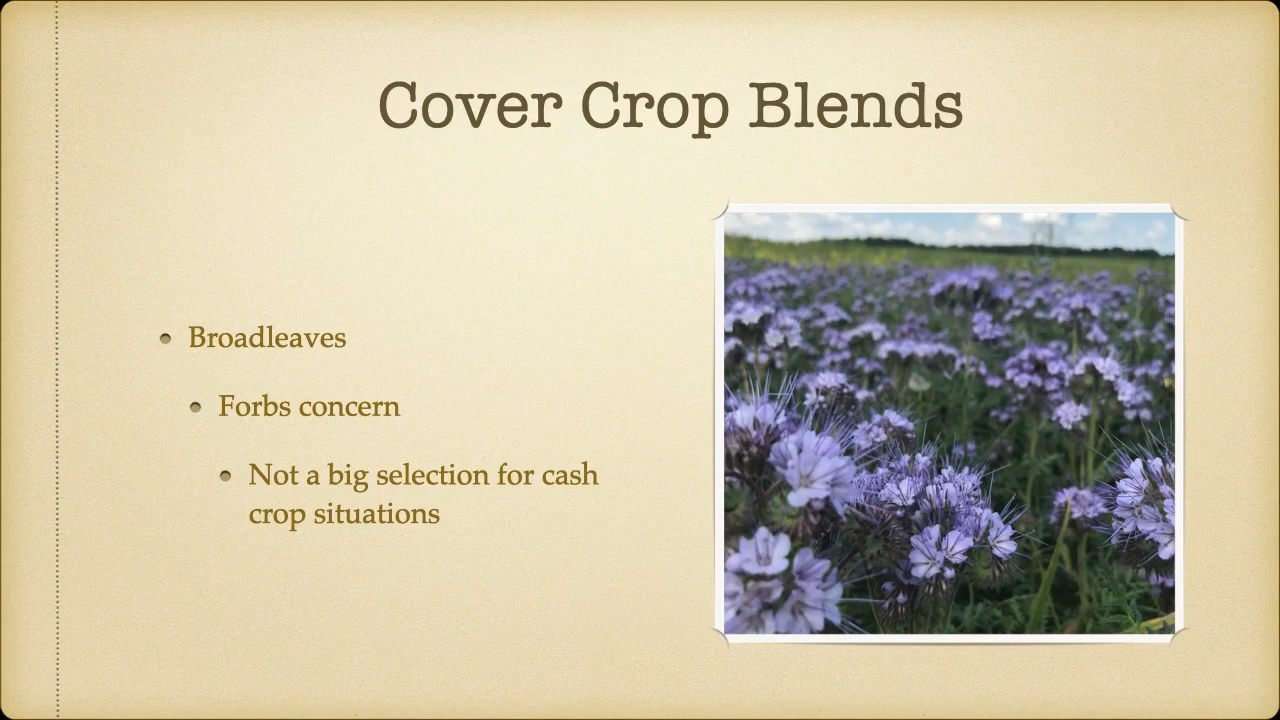 Cover Crop Blends
Broadleaves
Forbs concern
Not a big selection for cash
crop situations